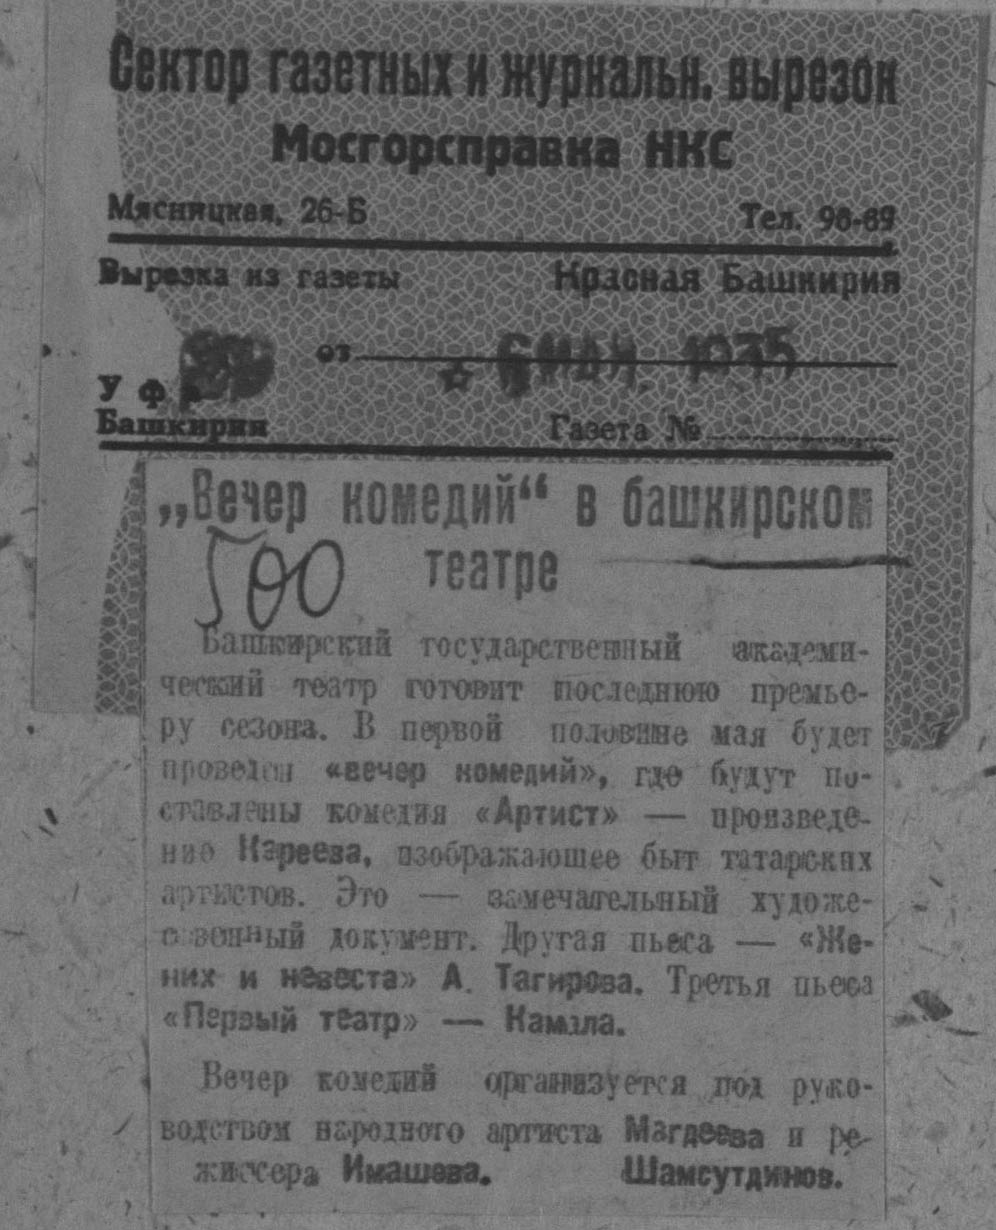 Сектор газетных и журнальн. вырезок
Мосгорсправка НКС
Мясницкая, 26-Б Тел. 96-69
Вырезка из газеты Красная Башкирия
от 1935
Уфа
Башкирия Газета №
„Вечер комедий“ в башкирском
театре
500
Башкирский государственный академи-
ческий театр готовит последнюю премье-
ру сезона. В первой половине мая будет
проведен «вечер комедий», где будут по-
ставлены комедия «Артист» — произведе-
ние Кареева, изображающее быт татарских
артистов. Это — замечательный художе-
ственный документ. Другая пьеса — «Же-
них и невеста» А. Тагирова. Третья пьеса
«Первый театр» — Камала.
Вечер комедий организуется под руко-
водством народного артиста Магдеева и ре-
жиссера Имашева. Шамсутдинов.